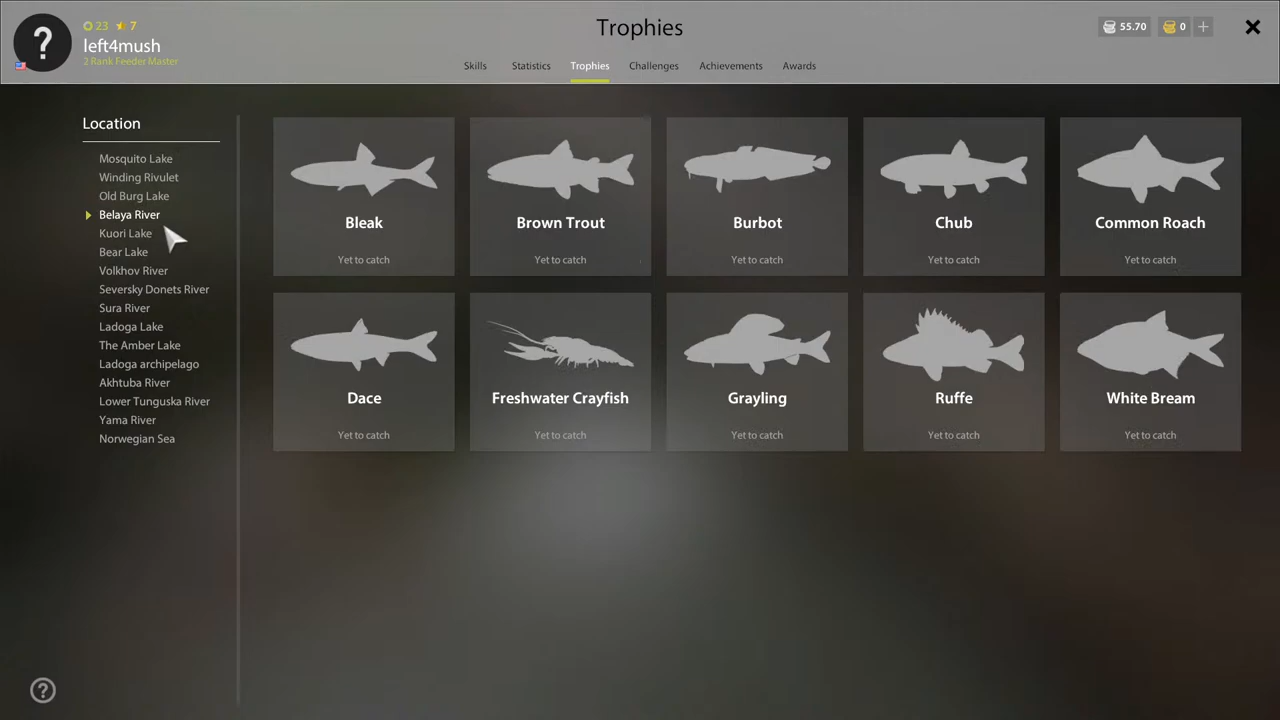 23 7
left4mush
2 Rank Feeder Master
Trophies
55.70 0 +
Skills Statistics Trophies Challenges Achievements Awards
Location
Mosquito Lake
Winding Rivulet
Old Burg Lake
Belaya River
Kuori Lake
Bear Lake
Volkhov River
Seversky Donets River
Sura River
Ladoga Lake
The Amber Lake
Ladoga archipelago
Akhtuba River
Lower Tunguska River
Yama River
Norwegian Sea
Bleak
Yet to catch
Brown Trout
Yet to catch
Burbot
Yet to catch
Chub
Yet to catch
Common Roach
Yet to catch
Dace
Yet to catch
Freshwater Crayfish
Yet to catch
Grayling
Yet to catch
Ruffe
Yet to catch
White Bream
Yet to catch